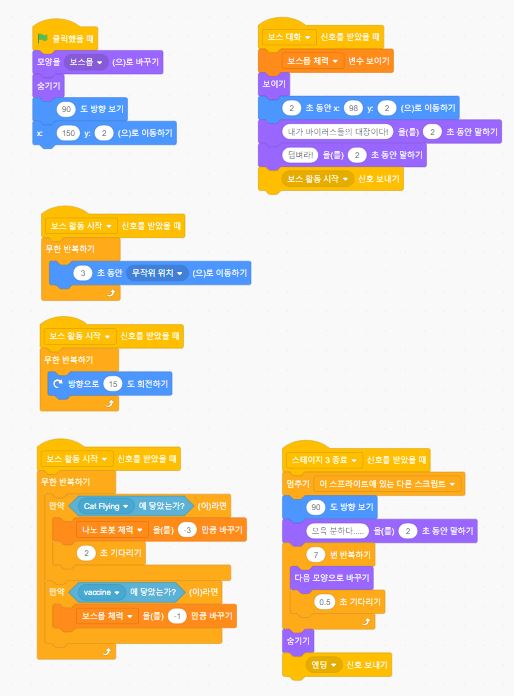 클릭했을 때
모양을 보스몹 (으)로 바꾸기
숨기기
90 도 방향 보기
x: 150 y: 2 (으)로 이동하기
보스 대화 신호를 받았을 때
보스몹 체력 변수 보이기
보이기
2 초 동안 x: 98 y: 2 (으)로 이동하기
내가 바이러스들의 대장이다! 을(를) 2 초 동안 말하기
덤벼라! 을(를) 2 초 동안 말하기
보스 활동 시작 신호 보내기
보스 활동 시작 신호를 받았을 때
무한 반복하기
3 초 동안 무작위 위치 (으)로 이동하기
보스 활동 시작 신호를 받았을 때
무한 반복하기
방향으로 15 도 회전하기
보스 활동 시작 신호를 받았을 때
무한 반복하기
만약 Cat Flying 에 닿았는가? (이)라면
나노 로봇 체력 을(를) -3 만큼 바꾸기
2 초 기다리기
만약 vaccine 에 닿았는가? (이)라면
보스몹 체력 을(를) -1 만큼 바꾸기
스테이지 3 종료 신호를 받았을 때
멈추기 이 스프라이트에 있는 다른 스크립트
90 도 방향 보기
으윽 분하다..... 을(를) 2 초 동안 말하기
7 번 반복하기
다음 모양으로 바꾸기
0.5 초 기다리기
숨기기
엔딩 신호 보내기